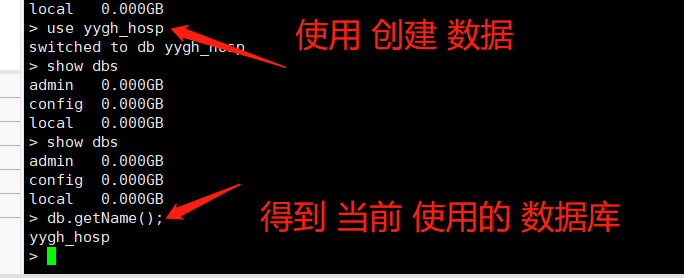 local   0.000GB
> use yygh_hosp
使用 创建 数据
switched to db yygh_hosp
> show dbs
admin   0.000GB
config  0.000GB
local   0.000GB
> show dbs
admin   0.000GB
config  0.000GB
local   0.000GB
> db.getName();
得到 当前 使用的 数据库
yygh_hosp
>